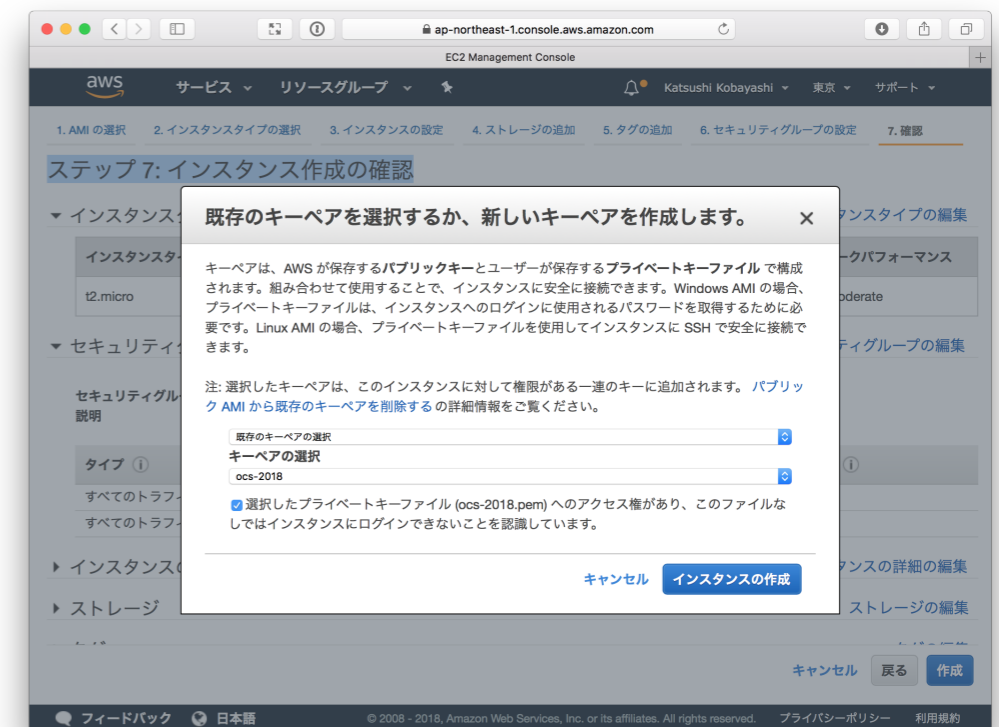 ap-northeast-1.console.aws.amazon.com
EC2 Management Console
aws サービス リソースグループ Katsushi Kobayashi 東京 サポート
1. AMI の選択 2. インスタンスタイプの選択 3. インスタンスの設定 4. ストレージの追加 5. タグの追加 6. セキュリティグループの設定 7. 確認
ステップ 7: インスタンス作成の確認
インスタンス タンスタイプの編集
既存のキーペアを選択するか、新しいキーペアを作成します。
インスタンスタ クパフォーマンス
キーペアは、AWS が保存するパブリックキーとユーザーが保存するプライベートキーファイル で構成
されます。組み合わせて使用することで、インスタンスに安全に接続できます。Windows AMI の場合、
t2.micro oderate
プライベートキーファイルは、インスタンスへのログインに使用されるパスワードを取得するために必
要です。Linux AMI の場合、プライベートキーファイルを使用してインスタンスに SSH で安全に接続で
きます。
セキュリティ ティグループの編集
注: 選択したキーペアは、このインスタンスに対して権限がある一連のキーに追加されます。 パブリッ
ク AMI から既存のキーペアを削除する の詳細情報をご覧ください。
セキュリティグル
説明
既存のキーペアの選択
キーペアの選択
タイプ
ocs-2018
すべてのトラフィ
選択したプライベートキーファイル (ocs-2018.pem) へのアクセス権があり、このファイルな
しではインスタンスにログインできないことを認識しています。
すべてのトラフィ
インスタンスの タンスの詳細の編集
キャンセル インスタンスの作成
ストレージ ストレージの編集
キャンセル 戻る 作成
フィードバック 日本語 © 2008 - 2018, Amazon Web Services, Inc. or its affiliates. All rights reserved. プライバシーポリシー 利用規約